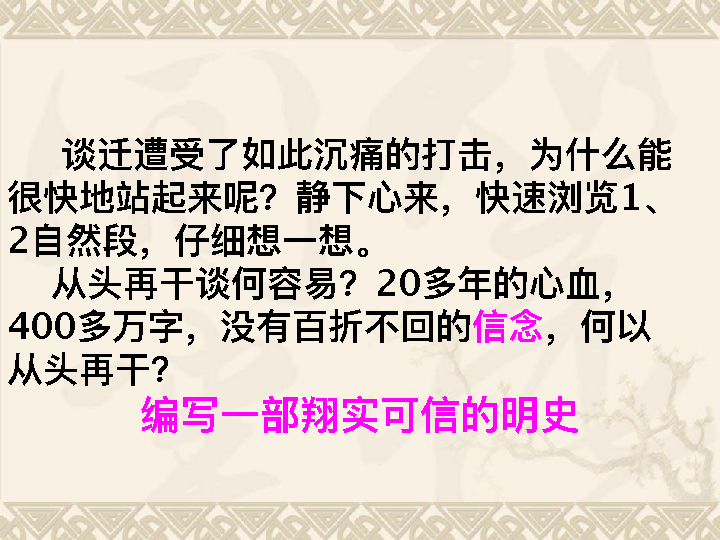 谈迁遭受了如此沉痛的打击，为什么能
很快地站起来呢？静下心来，快速浏览1、
2自然段，仔细想一想。
从头再干谈何容易？20多年的心血，
400多万字，没有百折不回的信念，何以
从头再干？
编写一部翔实可信的明史